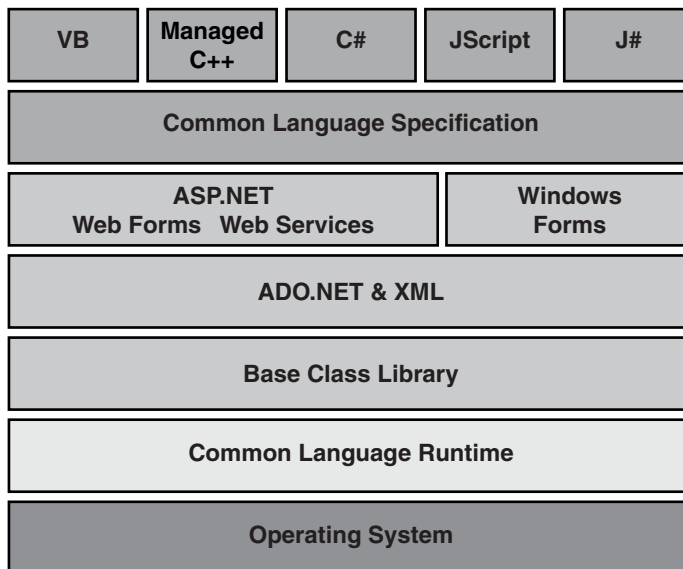 VB
Managed
C++
C#
JScript
J#
Common Language Specification
ASP.NET
Web Forms Web Services
Windows
Forms
ADO.NET & XML
Base Class Library
Common Language Runtime
Operating System